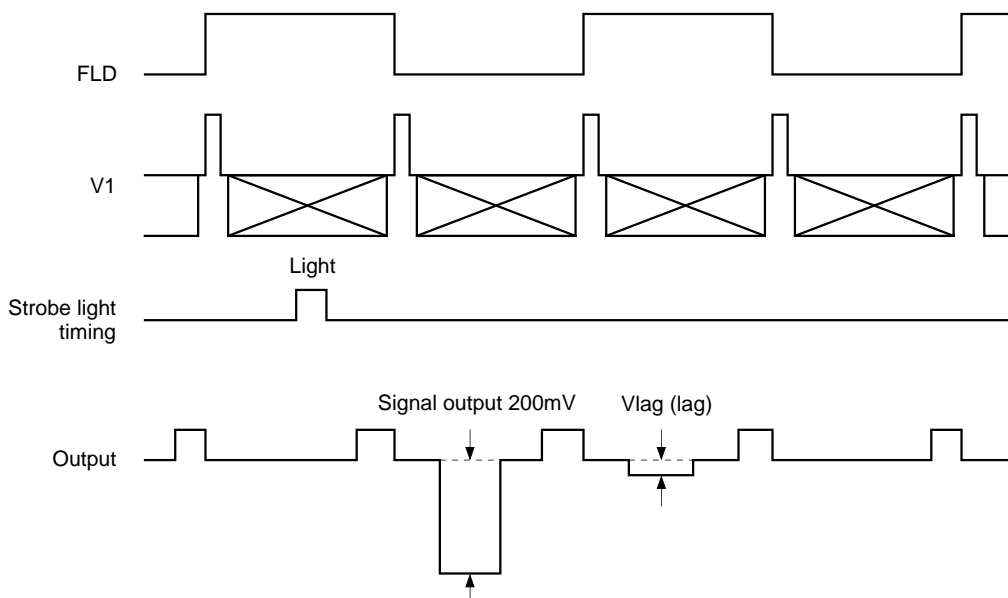 FLD
V1
Light
Strobe light
timing
Signal output 200mV
Vlag (lag)
Output